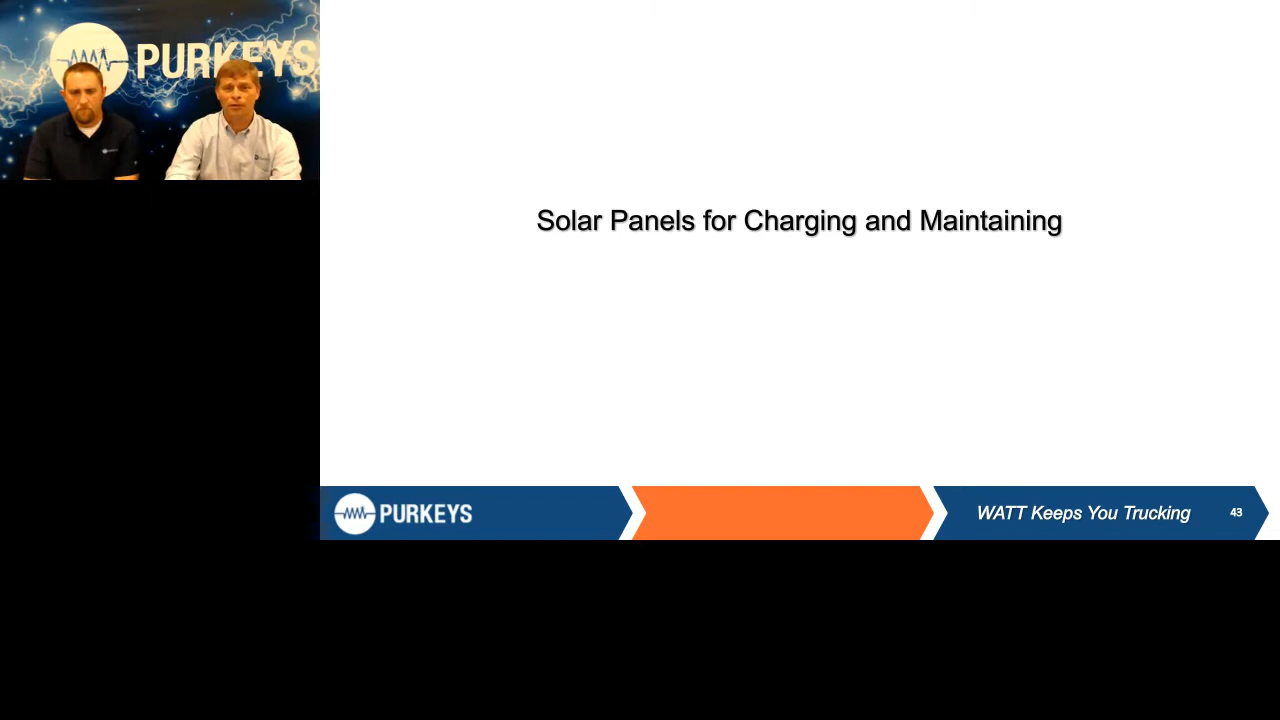 PURKEYS
Solar Panels for Charging and Maintaining
PURKEYS
WATT Keeps You Trucking
43